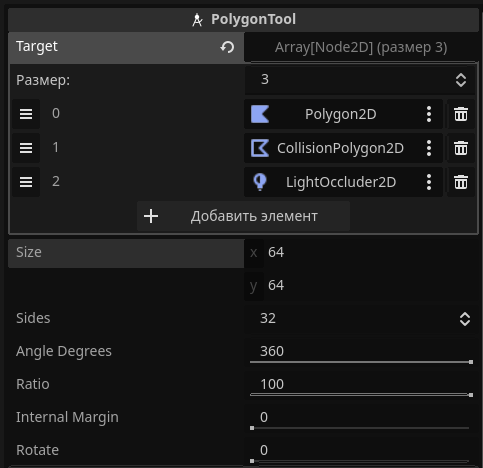 PolygonTool
Target Array[Node2D] (размер 3)
Размер: 3
0 Polygon2D
1 CollisionPolygon2D
2 LightOccluder2D
+ Добавить элемент
Size x 64
y 64
Sides 32
Angle Degrees 360
Ratio 100
Internal Margin 0
Rotate 0